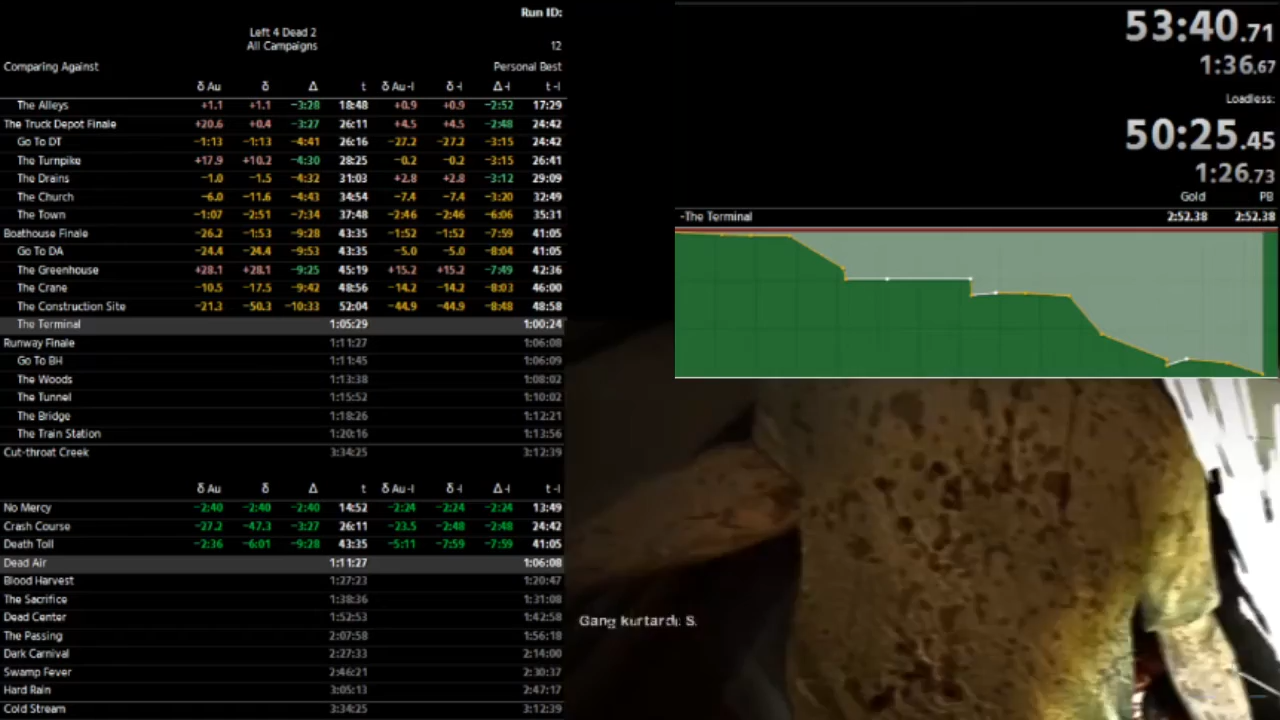 Run ID:
Left 4 Dead 2
All Campaigns 12
Comparing Against Personal Best
δ Au δ Δ t δ Au -l δ -l Δ -l t -l
The Alleys +1.1 +1.1 −3:28 18:48 +0.9 +0.9 −2:52 17:29
The Truck Depot Finale +20.6 +0.4 −3:27 26:11 +4.5 +4.5 −2:48 24:42
Go To DT −1:13 −1:13 −4:41 26:16 −27.2 −27.2 −3:15 24:42
The Turnpike +17.9 +10.2 −4:30 28:25 −0.2 −0.2 −3:15 26:41
The Drains −1.0 −1.5 −4:32 31:03 +2.8 +2.8 −3:12 29:09
The Church −6.0 −11.6 −4:43 34:54 −7.4 −7.4 −3:20 32:49
The Town −1:07 −2:51 −7:34 37:48 −2:46 −2:46 −6:06 35:31
Boathouse Finale −26.2 −1:53 −9:28 43:35 −1:52 −1:52 −7:59 41:05
Go To DA −24.4 −24.4 −9:53 43:35 −5.0 −5.0 −8:04 41:05
The Greenhouse +28.1 +28.1 −9:25 45:19 +15.2 +15.2 −7:49 42:36
The Crane −10.5 −17.5 −9:42 48:56 −14.2 −14.2 −8:03 46:00
The Construction Site −21.3 −50.3 −10:33 52:04 −44.9 −44.9 −8:48 48:58
The Terminal 1:05:29 1:00:24
Runway Finale 1:11:27 1:06:08
Go To BH 1:11:45 1:06:09
The Woods 1:13:38 1:08:02
The Tunnel 1:15:52 1:10:02
The Bridge 1:18:26 1:12:21
The Train Station 1:20:16 1:13:56
Cut-throat Creek 3:34:25 3:12:39
δ Au δ Δ t δ Au -l δ -l Δ -l t -l
No Mercy −2:40 −2:40 −2:40 14:52 −2:24 −2:24 −2:24 13:49
Crash Course −27.2 −47.3 −3:27 26:11 −23.5 −2:48 −2:48 24:42
Death Toll −2:36 −6:01 −9:28 43:35 −5:11 −7:59 −7:59 41:05
Dead Air 1:11:27 1:06:08
Blood Harvest 1:27:23 1:20:47
The Sacrifice 1:38:36 1:31:08
Dead Center 1:52:53 1:42:58
The Passing 2:07:58 1:56:18
Dark Carnival 2:27:33 2:14:00
Swamp Fever 2:46:21 2:30:37
Hard Rain 3:05:13 2:47:17
Cold Stream 3:34:25 3:12:39
53:40.71
1:36.67
Loadless:
50:25.45
1:26.73
Gold PB
-The Terminal 2:52.38 2:52.38
Gang kurtardı: S.